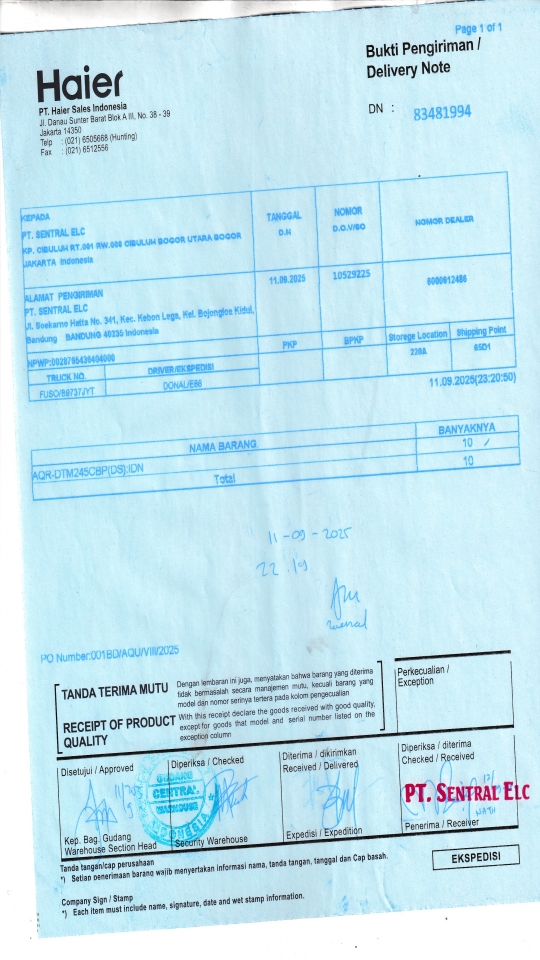 Page 1 of 1
Haier
Bukti Pengiriman /
Delivery Note
PT. Haier Sales Indonesia
Jl. Danau Sunter Barat Blok A III, No. 38 - 39
Jakarta 14350
Telp : (021) 6505668 (Hunting)
Fax : (021) 6512556
DN : 83481994
KEPADA
PT. SENTRAL ELC
KP. CIBULUH RT.001 RW.008 CIBULUH BOGOR UTARA BOGOR
JAKARTA Indonesia
TANGGAL
D.N
NOMOR
D.O.V/SO
NOMOR DEALER
11.09.2025
10529225
ALAMAT PENGIRIMAN
PT. SENTRAL ELC
Jl. Soekarno Hatta No. 341, Kec. Kebon Lega, Kel. Bojongloa Kidul,
Bandung BANDUNG 40235 Indonesia
PKP
BPKP
Storege Location
Shipping Point
220A
65D1
TRUCK NO.
DRIVER/EKSPEDISI
FUSO/B9737JYT
DONAL/E88
11.09.2025(23:20:50)
NAMA BARANG
BANYAKNYA
AQR-DTM245CBP(DS):IDN
10
Total
10
11-09-2025
22.19
PO Number:001BD/AQU/VIII/2025
TANDA TERIMA MUTU
Dengan lembaran ini juga, menyatakan bahwa barang yang diterima
tidak bermasalah secara manajemen mutu, kecuali barang yang
model dan nomor serinya tertera pada kolom pengecualian
RECEIPT OF PRODUCT
QUALITY
With this receipt declare the goods received with good quality,
except for goods that model and serial number listed on the
exception column
Perkecualian /
Exception
Disetujui / Approved
Diperiksa / Checked
Diterima / dikirimkan
Received / Delivered
Diperiksa / diterima
Checked / Received
GUDANG
CENTRAL
WAREHOUSE
PT. SENTRAL ELC
Kep. Bag. Gudang
Warehouse Section Head
Security Warehouse
Expedisi / Expedition
Penerima / Receiver
Tanda tangan/cap perusahaan
*) Setiap penerimaan barang wajib menyertakan informasi nama, tanda tangan, tanggal dan Cap basah.
EKSPEDISI
Company Sign / Stamp
*) Each item must include name, signature, date and wet stamp information.